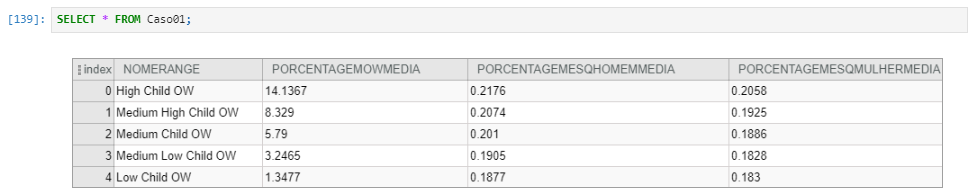 [139]: SELECT * FROM Caso01;
index NOMERANGE PORCENTAGEMOWMEDIA PORCENTAGEMESQHOMEMMEDIA PORCENTAGEMESQMULHERMEDIA
0 High Child OW 14.1367 0.2176 0.2058
1 Medium High Child OW 8.329 0.2074 0.1925
2 Medium Child OW 5.79 0.201 0.1886
3 Medium Low Child OW 3.2465 0.1905 0.1828
4 Low Child OW 1.3477 0.1877 0.183